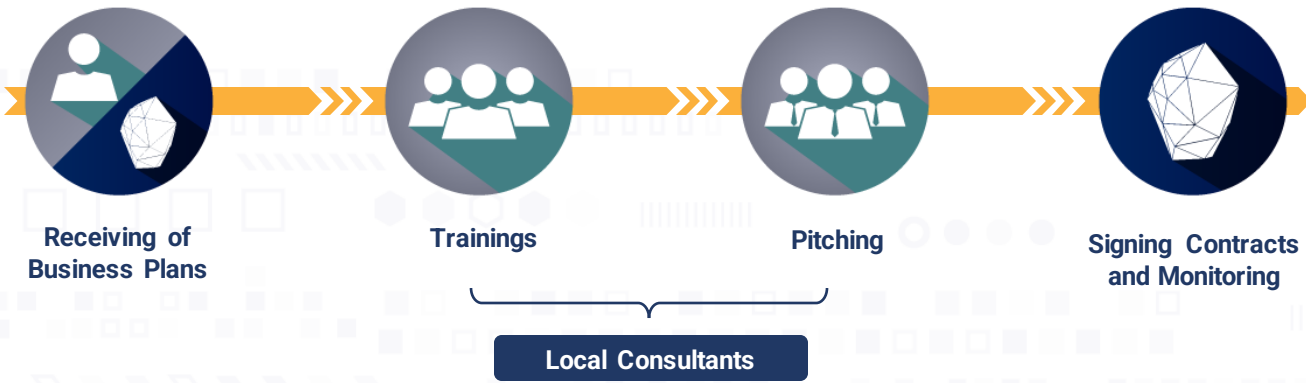 Receiving of
Business Plans
Trainings
Pitching
Signing Contracts
and Monitoring
Local Consultants